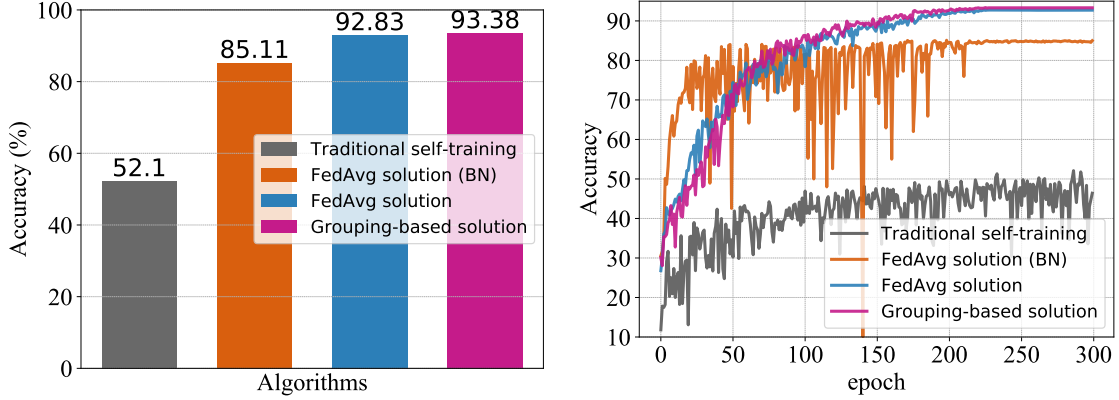 100
80
60
40
20
0
Accuracy (%)
52.1
85.11
92.83
93.38
Traditional self-training
FedAvg solution (BN)
FedAvg solution
Grouping-based solution
Algorithms
90
80
70
60
50
40
30
20
10
Accuracy
Traditional self-training
FedAvg solution (BN)
FedAvg solution
Grouping-based solution
0 50 100 150 200 250 300
epoch